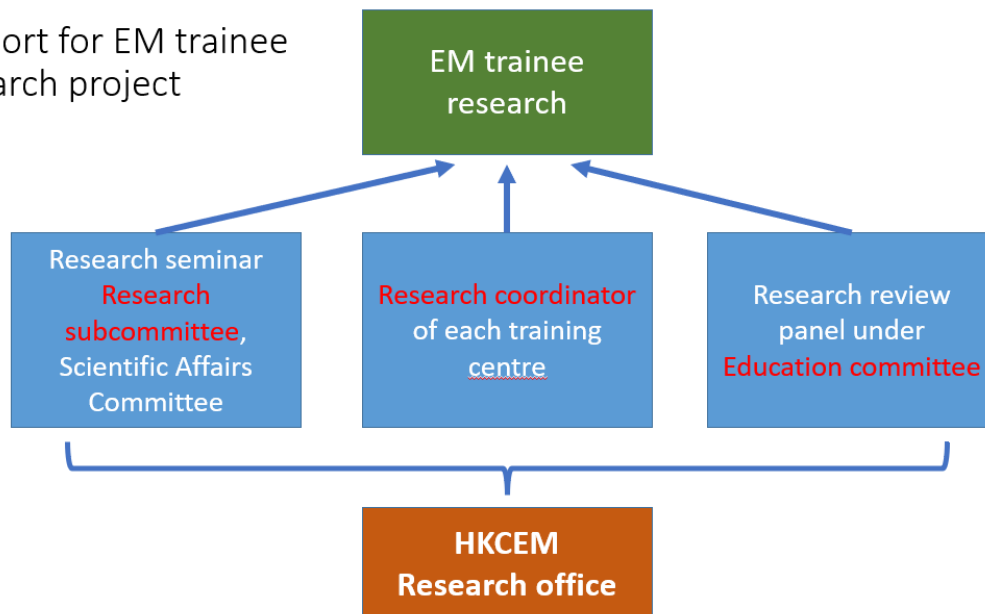 ort for EM trainee
arch project
EM trainee
research
Research seminar
Research
subcommittee,
Scientific Affairs
Committee
Research coordinator
of each training
centre
Research review
panel under
Education committee
HKCEM
Research office